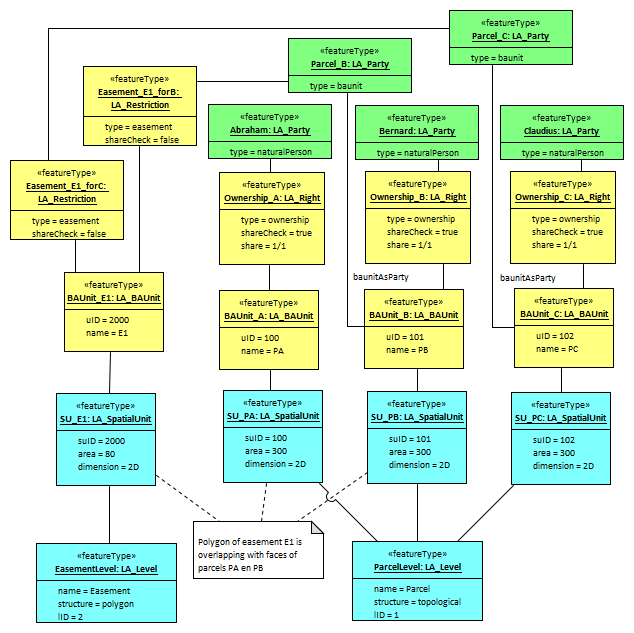 «featureType»
Parcel_C: LA_Party
type = baunit
«featureType»
Parcel_B: LA_Party
type = baunit
«featureType»
Easement_E1_forB:
LA_Restriction
type = easement
shareCheck = false
«featureType»
Abraham: LA_Party
type = naturalPerson
«featureType»
Bernard: LA_Party
type = naturalPerson
«featureType»
Claudius: LA_Party
type = naturalPerson
«featureType»
Easement_E1_forC:
LA_Restriction
type = easement
shareCheck = false
«featureType»
Ownership_A: LA_Right
type = ownership
shareCheck = true
share = 1/1
«featureType»
Ownership_B: LA_Right
type = ownership
shareCheck = true
share = 1/1
«featureType»
Ownership_C: LA_Right
type = ownership
shareCheck = true
share = 1/1
baunitAsParty
baunitAsParty
«featureType»
BAUnit_E1: LA_BAUnit
uID = 2000
name = E1
«featureType»
BAUnit_A: LA_BAUnit
uID = 100
name = PA
«featureType»
BAUnit_B: LA_BAUnit
uID = 101
name = PB
«featureType»
BAUnit_C: LA_BAUnit
uID = 102
name = PC
«featureType»
SU_E1: LA_SpatialUnit
suID = 2000
area = 80
dimension = 2D
«featureType»
SU_PA: LA_SpatialUnit
suID = 100
area = 300
dimension = 2D
«featureType»
SU_PB: LA_SpatialUnit
suID = 101
area = 300
dimension = 2D
«featureType»
SU_PC: LA_SpatialUnit
suID = 102
area = 300
dimension = 2D
Polygon of easement E1 is
overlapping with faces of
parcels PA en PB
«featureType»
EasementLevel: LA_Level
name = Easement
structure = polygon
lID = 2
«featureType»
ParcelLevel: LA_Level
name = Parcel
structure = topological
lID = 1